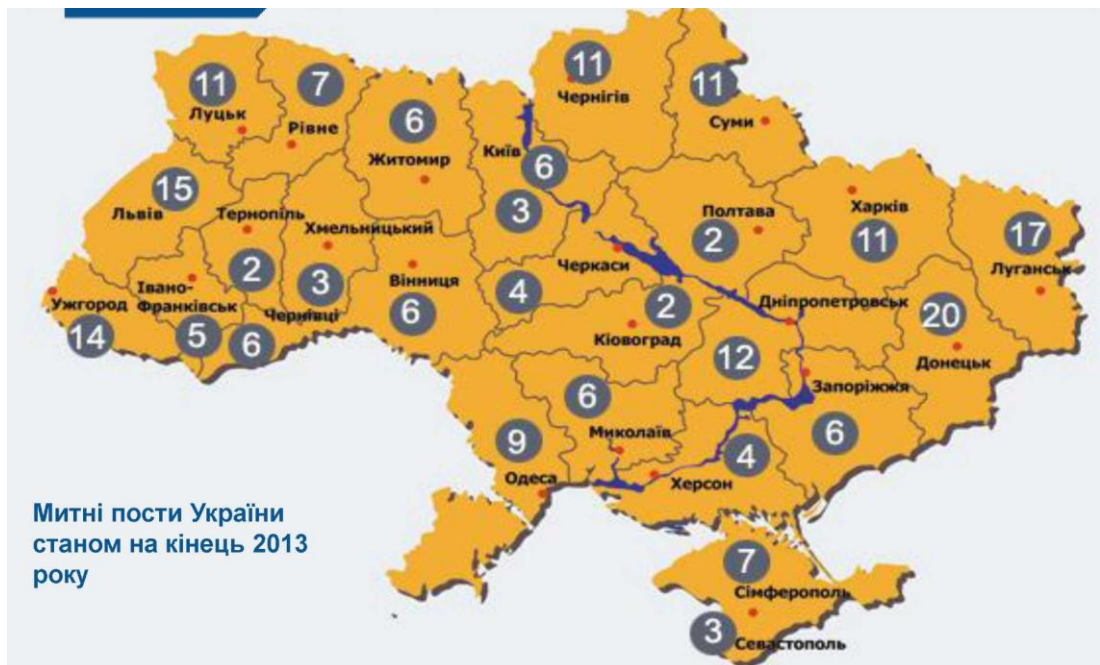 11
Луцьк
7
Рівне
6
Житомир
Київ
6
3
11
Чернігів
11
Суми
15
Львів
Тернопіль
2
Хмельницький
3
Вінниця
6
4
Черкаси
Полтава
2
Харків
11
17
Луганськ
Ужгород
14
Івано-
Франківськ
5
Чернівці
6
2
Кіовоград
Дніпропетровськ
12
20
Донецьк
Запоріжжя
6
6
Миколаїв
9
Одеса
4
Херсон
7
Сімферополь
3
Севастополь
Митні пости України
станом на кінець 2013
року